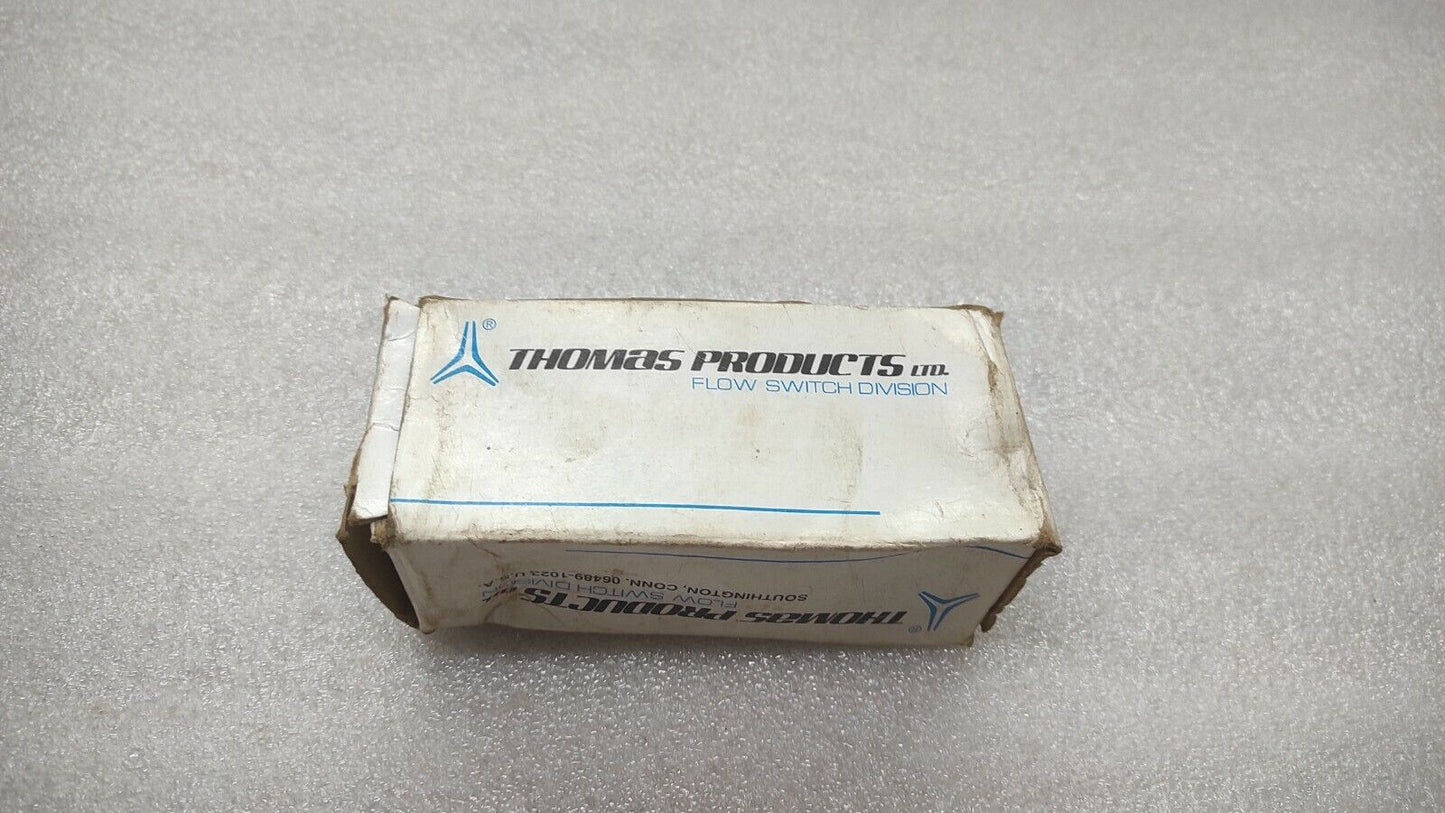 ®
THOMAS PRODUCTS LTD.
FLOW SWITCH DIVISION
®
THOMAS PRODUCTS
FLOW SWITCH DIVISION
SOUTHINGTON, CONN. 06489-1023 U.S.A.